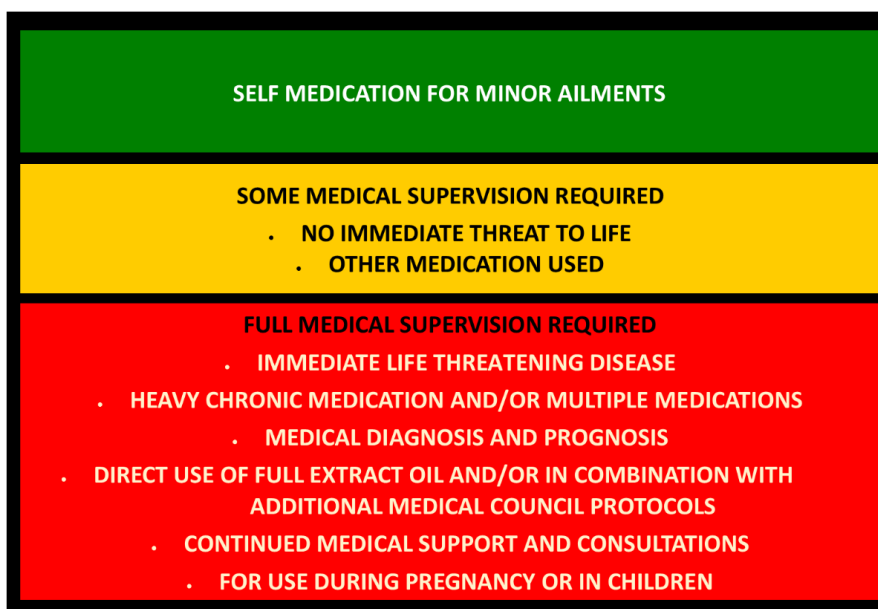 SELF MEDICATION FOR MINOR AILMENTS
SOME MEDICAL SUPERVISION REQUIRED
• NO IMMEDIATE THREAT TO LIFE
• OTHER MEDICATION USED
FULL MEDICAL SUPERVISION REQUIRED
• IMMEDIATE LIFE THREATENING DISEASE
• HEAVY CHRONIC MEDICATION AND/OR MULTIPLE MEDICATIONS
• MEDICAL DIAGNOSIS AND PROGNOSIS
• DIRECT USE OF FULL EXTRACT OIL AND/OR IN COMBINATION WITH
ADDITIONAL MEDICAL COUNCIL PROTOCOLS
• CONTINUED MEDICAL SUPPORT AND CONSULTATIONS
• FOR USE DURING PREGNANCY OR IN CHILDREN